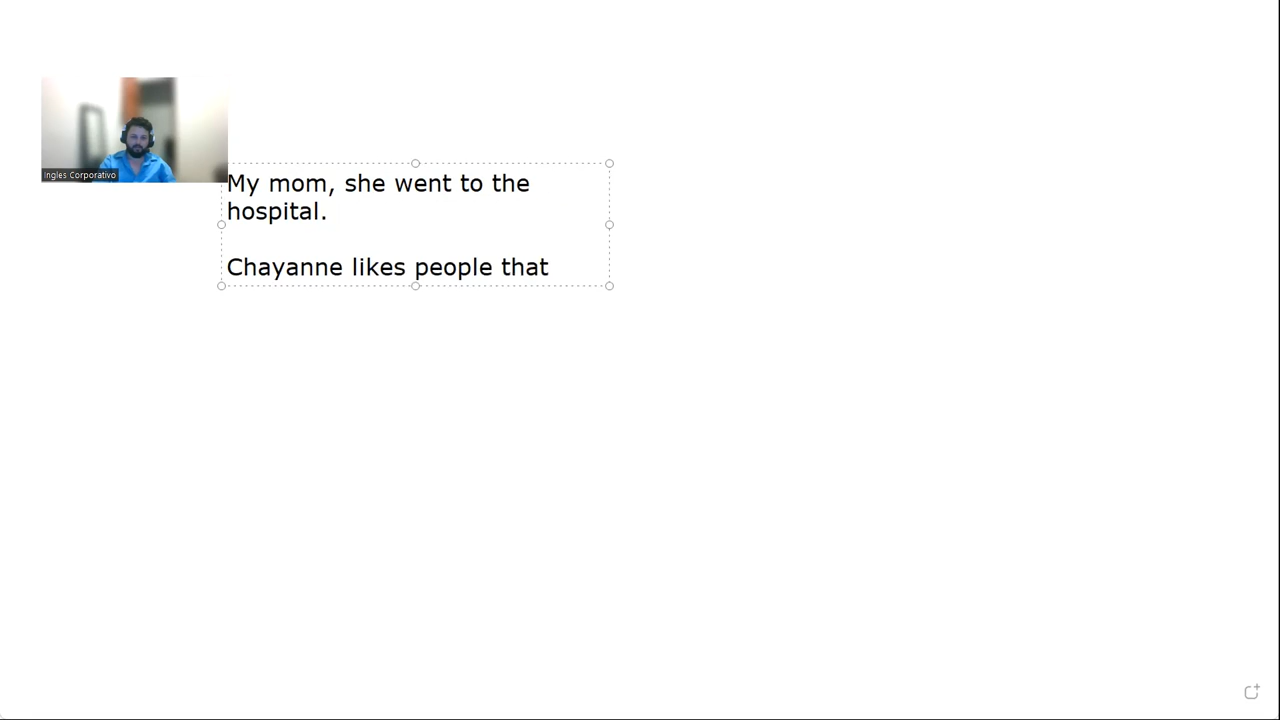 Ingles Corporativo
My mom, she went to the
hospital.
Chayanne likes people that